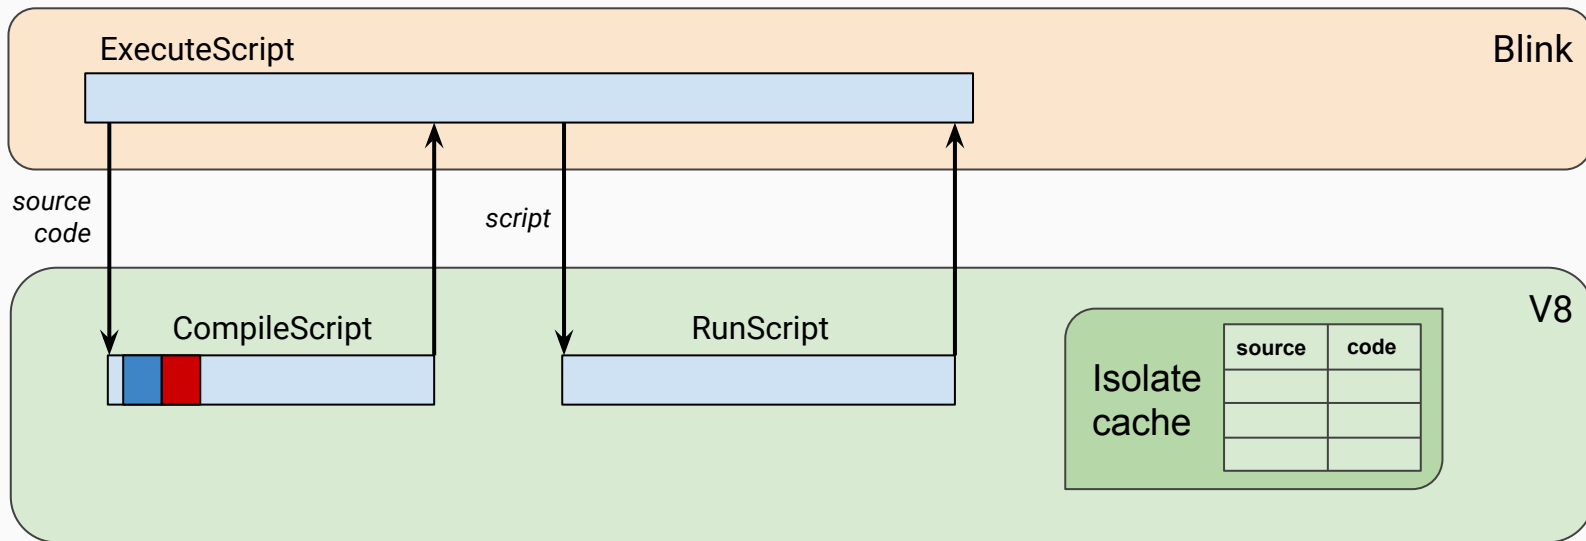 ExecuteScript
Blink
source
code
script
V8
CompileScript
RunScript
Isolate
cache
source code